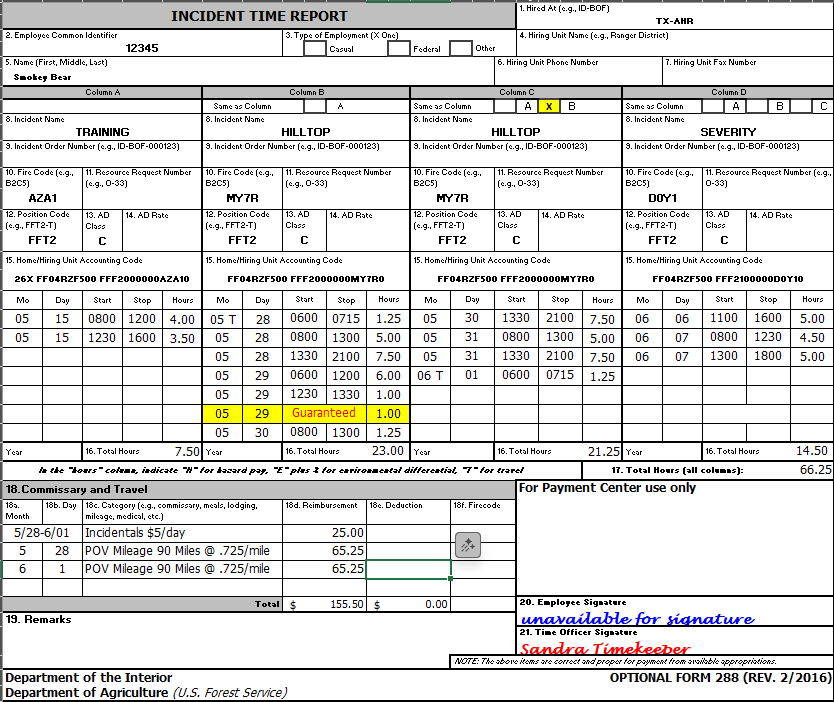 INCIDENT TIME REPORT
1. Hired At (e.g., ID-BOF)
TX-AHR
2. Employee Common Identifier
12345
3. Type of Employment (X One)
Casual Federal Other
4. Hiring Unit Name (e.g., Ranger District)
5. Name (First, Middle, Last)
Smokey Bear
6. Hiring Unit Phone Number
7. Hiring Unit Fax Number
Column A Column B Column C Column D
Same as Column A
Same as Column A X B
Same as Column A B C
8. Incident Name 8. Incident Name 8. Incident Name 8. Incident Name
TRAINING HILLTOP HILLTOP SEVERITY
9. Incident Order Number (e.g., ID-BOF-000123) 9. Incident Order Number (e.g., ID-BOF-000123) 9. Incident Order Number (e.g., ID-BOF-000123) 9. Incident Order Number (e.g., ID-BOF-000123)
10. Fire Code (e.g., 11. Resource Request Number 10. Fire Code (e.g., 11. Resource Request Number 10. Fire Code (e.g., 11. Resource Request Number 10. Fire Code (e.g., 11. Resource Request Number (e.g.,
B2C5) (e.g., O-33) B2C5) (e.g., O-33) B2C5) (e.g., O-33) B2C5) O-33)
AZA1 MY7R MY7R D0Y1
12. Position Code 13. AD 14. AD Rate 12. Position Code 13. AD 14. AD Rate 12. Position Code 13. AD 14. AD Rate 12. Position Code 13. AD 14. AD Rate
(e.g., FFT2-T) Class (e.g., FFT2-T) Class (e.g., FFT2-T) Class (e.g., FFT2-T) Class
FFT2 C FFT2 C FFT2 C FFT2 C
15. Home/Hiring Unit Accounting Code 15. Home/Hiring Unit Accounting Code 15. Home/Hiring Unit Accounting Code 15. Home/Hiring Unit Accounting Code
26X FF04RZF500 FFF2000000AZA10 FF04RZF500 FFF2000000MY7R0 FF04RZF500 FFF2000000MY7R0 FF04RZF500 FFF2100000D0Y10
Mo Day Start Stop Hours Mo Day Start Stop Hours Mo Day Start Stop Hours Mo Day Start Stop Hours
05 15 0800 1200 4.00 05 T 28 0600 0715 1.25 05 30 1330 2100 7.50 06 06 1100 1600 5.00
05 15 1230 1600 3.50 05 28 0800 1300 5.00 05 31 0800 1300 5.00 06 07 0800 1230 4.50
05 28 1330 2100 7.50 05 31 1330 2100 7.50 06 07 1300 1800 5.00
05 29 0600 1200 6.00 06 T 01 0600 0715 1.25
05 29 1230 1330 1.00
05 29 Guaranteed 1.00
05 30 0800 1300 1.25
Year 16. Total Hours 7.50 Year 16. Total Hours 23.00 Year 16. Total Hours 21.25 Year 16. Total Hours 14.50
In the "hours" column, indicate "H" for hazard pay, "E" plus % for environmental differential, "T" for travel
17. Total Hours (all columns): 66.25
18.Commissary and Travel
For Payment Center use only
18a. 18b. Day 18c. Category (e.g., commissary, meals, lodging, 18d. Reimbursement 18e. Deduction 18f. Firecode
Month mileage, medical, etc.)
5/28-6/01 Incidentals $5/day 25.00
5 28 POV Mileage 90 Miles @ .725/mile 65.25
6 1 POV Mileage 90 Miles @ .725/mile 65.25
Total $ 155.50 $ 0.00
19. Remarks
20. Employee Signature
unavailable for signature
21. Time Officer Signature
Sandra Timekeeper
NOTE: The above items are correct and proper for payment from available appropriations.
Department of the Interior
OPTIONAL FORM 288 (REV. 2/2016)
Department of Agriculture (U.S. Forest Service)